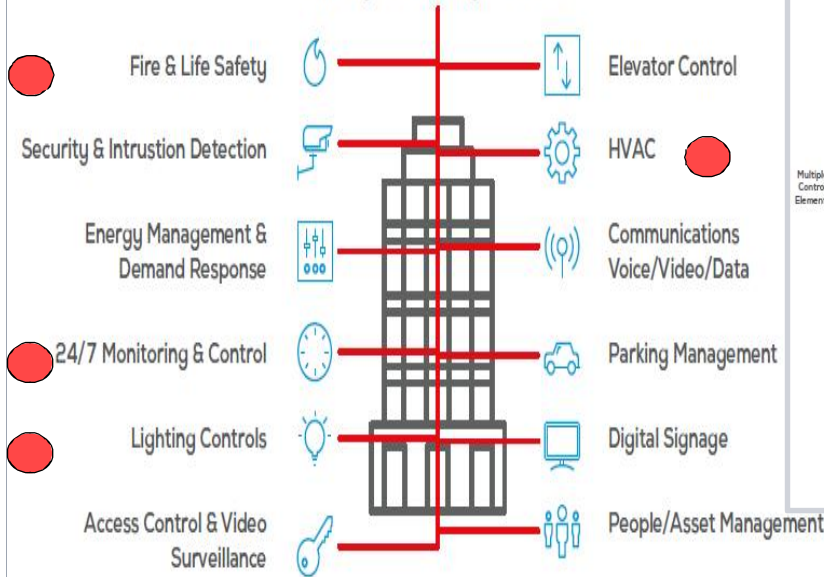 Fire & Life Safety
Elevator Control
Security & Intrustion Detection
HVAC
Energy Management &
Demand Response
Communications
Voice/Video/Data
24/7 Monitoring & Control
Parking Management
Lighting Controls
Digital Signage
Access Control & Video
Surveillance
People/Asset Management